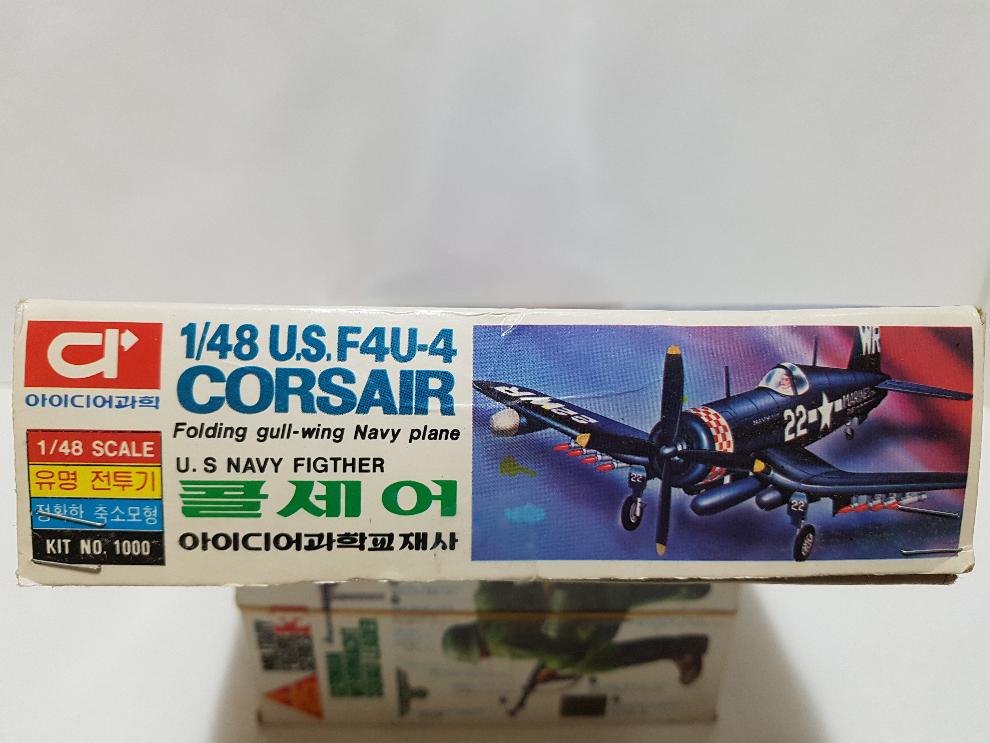 아이디어과학
1/48 SCALE
유명 전투기
정확한 축소모형
KIT NO. 1000
1/48 U.S. F4U-4
CORSAIR
Folding gull-wing Navy plane
U. S NAVY FIGTHER
콜세어
아이디어과학교재사
WR
22
MARINES
22
22